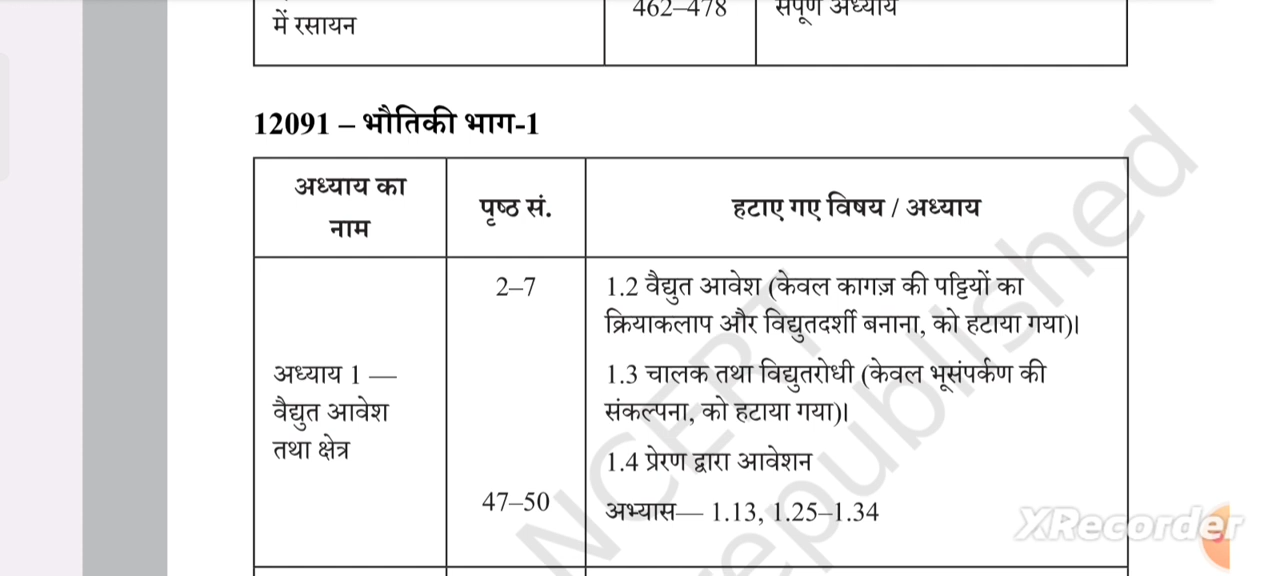 में रसायन
462–478
संपूर्ण अध्याय
12091 – भौतिकी भाग-1
अध्याय का
नाम
पृष्ठ सं.
हटाए गए विषय / अध्याय
अध्याय 1 —
वैद्युत आवेश
तथा क्षेत्र
2–7
1.2 वैद्युत आवेश (केवल कागज़ की पट्टियों का
क्रियाकलाप और विद्युतदर्शी बनाना, को हटाया गया)।
1.3 चालक तथा विद्युतरोधी (केवल भूसंपर्कण की
संकल्पना, को हटाया गया)।
1.4 प्रेरण द्वारा आवेशन
47–50
अभ्यास— 1.13, 1.25–1.34
NCERT
republished
XRecorder